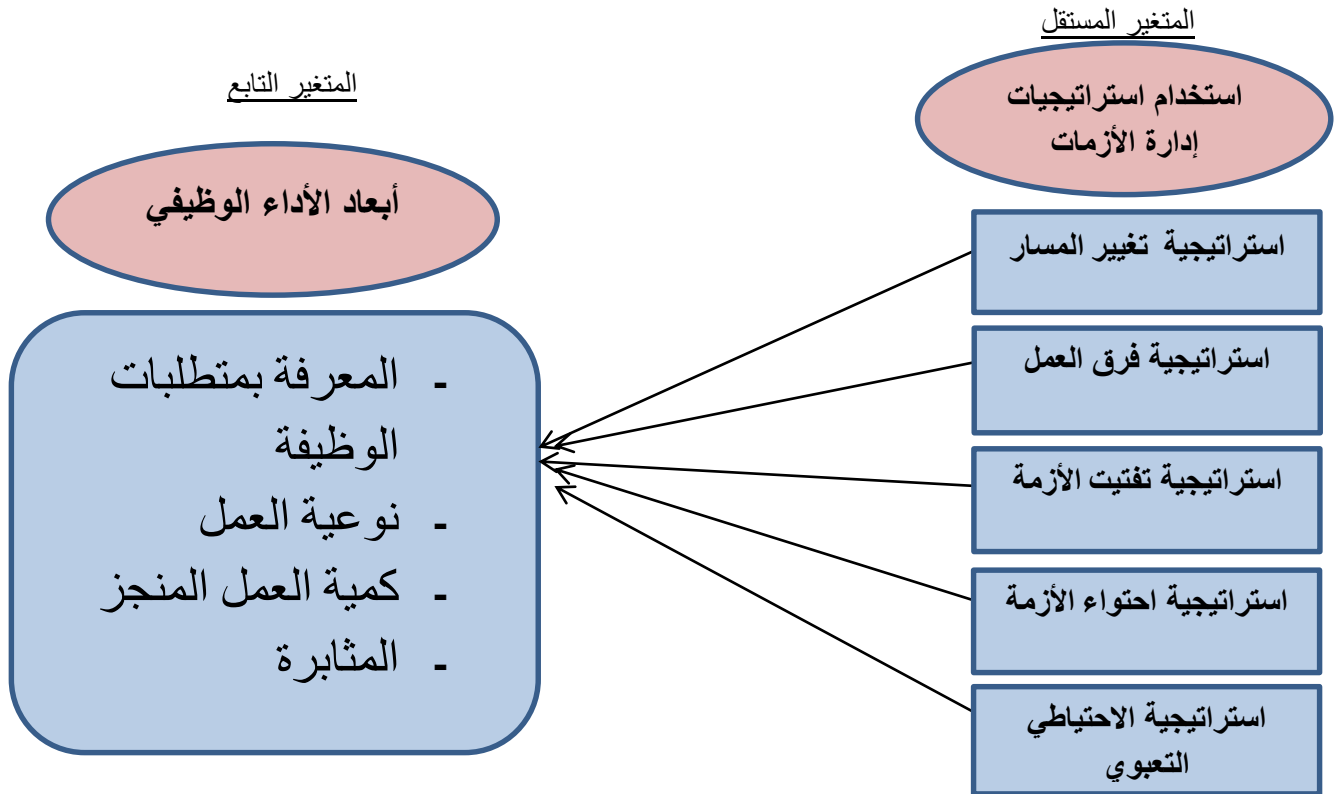 المتغير المستقل
استخدام استراتيجيات
إدارة الأزمات
استراتيجية تغيير المسار
استراتيجية فرق العمل
استراتيجية تفتيت الأزمة
استراتيجية احتواء الأزمة
استراتيجية الاحتياطي
التعبوي
المتغير التابع
أبعاد الأداء الوظيفي
- المعرفة بمتطلبات
الوظيفة
- نوعية العمل
- كمية العمل المنجز
- المثابرة